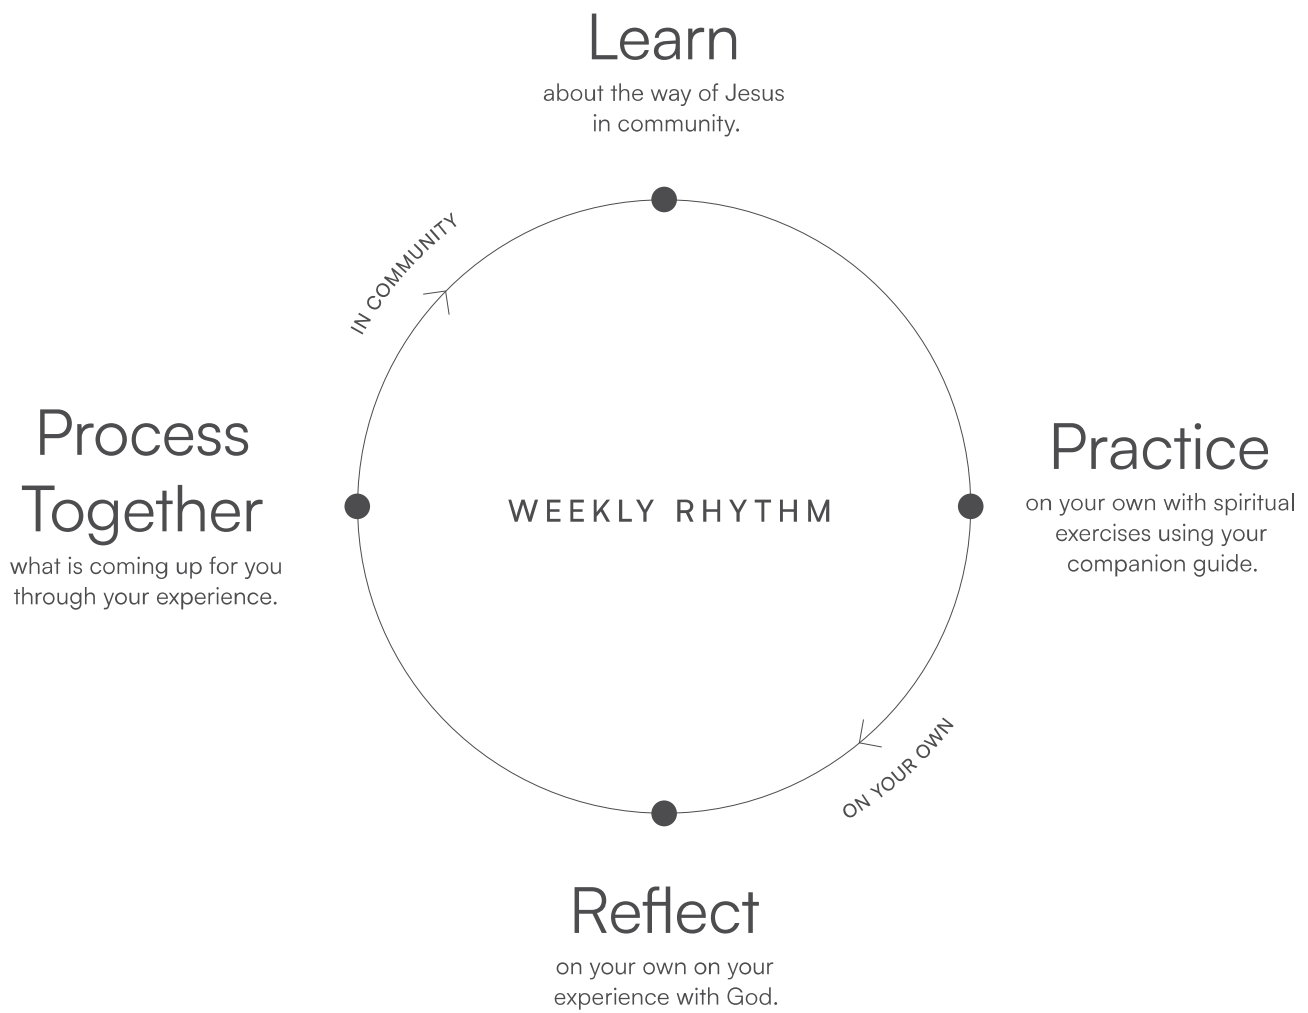 Learn
about the way of Jesus
in community.
IN COMMUNITY
Process
Together
what is coming up for you
through your experience.
WEEKLY RHYTHM
Practice
on your own with spiritual
exercises using your
companion guide.
ON YOUR OWN
Reflect
on your own on your
experience with God.